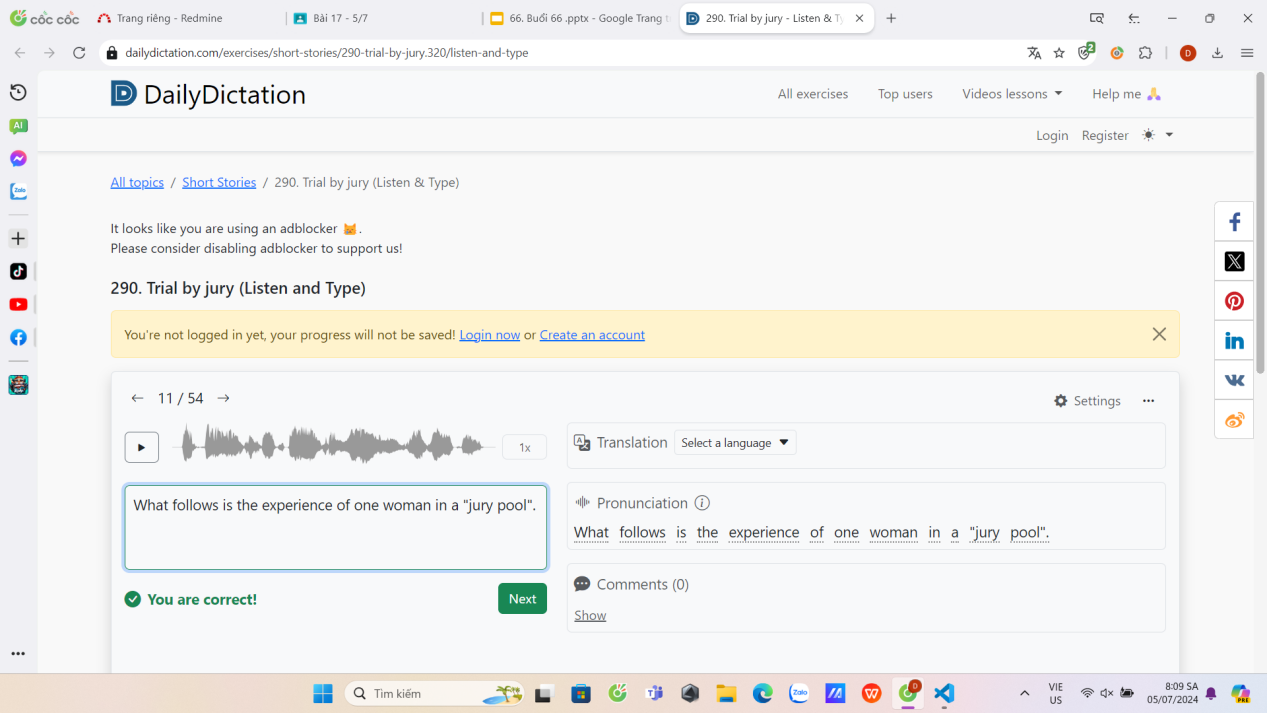 cốc cốc
Trang riêng - Redmine
Bài 17 - 5/7
66. Buổi 66 .pptx - Google Trang t
290. Trial by jury - Listen & Ty
dailydictation.com/exercises/short-stories/290-trial-by-jury.320/listen-and-type
2
D
DailyDictation
All exercises
Top users
Videos lessons
Help me
Login
Register
AI
Zalo
All topics / Short Stories / 290. Trial by jury (Listen & Type)
It looks like you are using an adblocker .
Please consider disabling adblocker to support us!
290. Trial by jury (Listen and Type)
You're not logged in yet, your progress will not be saved! Login now or Create an account
11 / 54
Settings
1x
Translation
Select a language
What follows is the experience of one woman in a "jury pool".
Pronunciation
What follows is the experience of one woman in a "jury pool".
You are correct!
Next
Comments (0)
Show
Tìm kiếm
Zalo
D
VIE
US
8:09 SA
05/07/2024
PRE